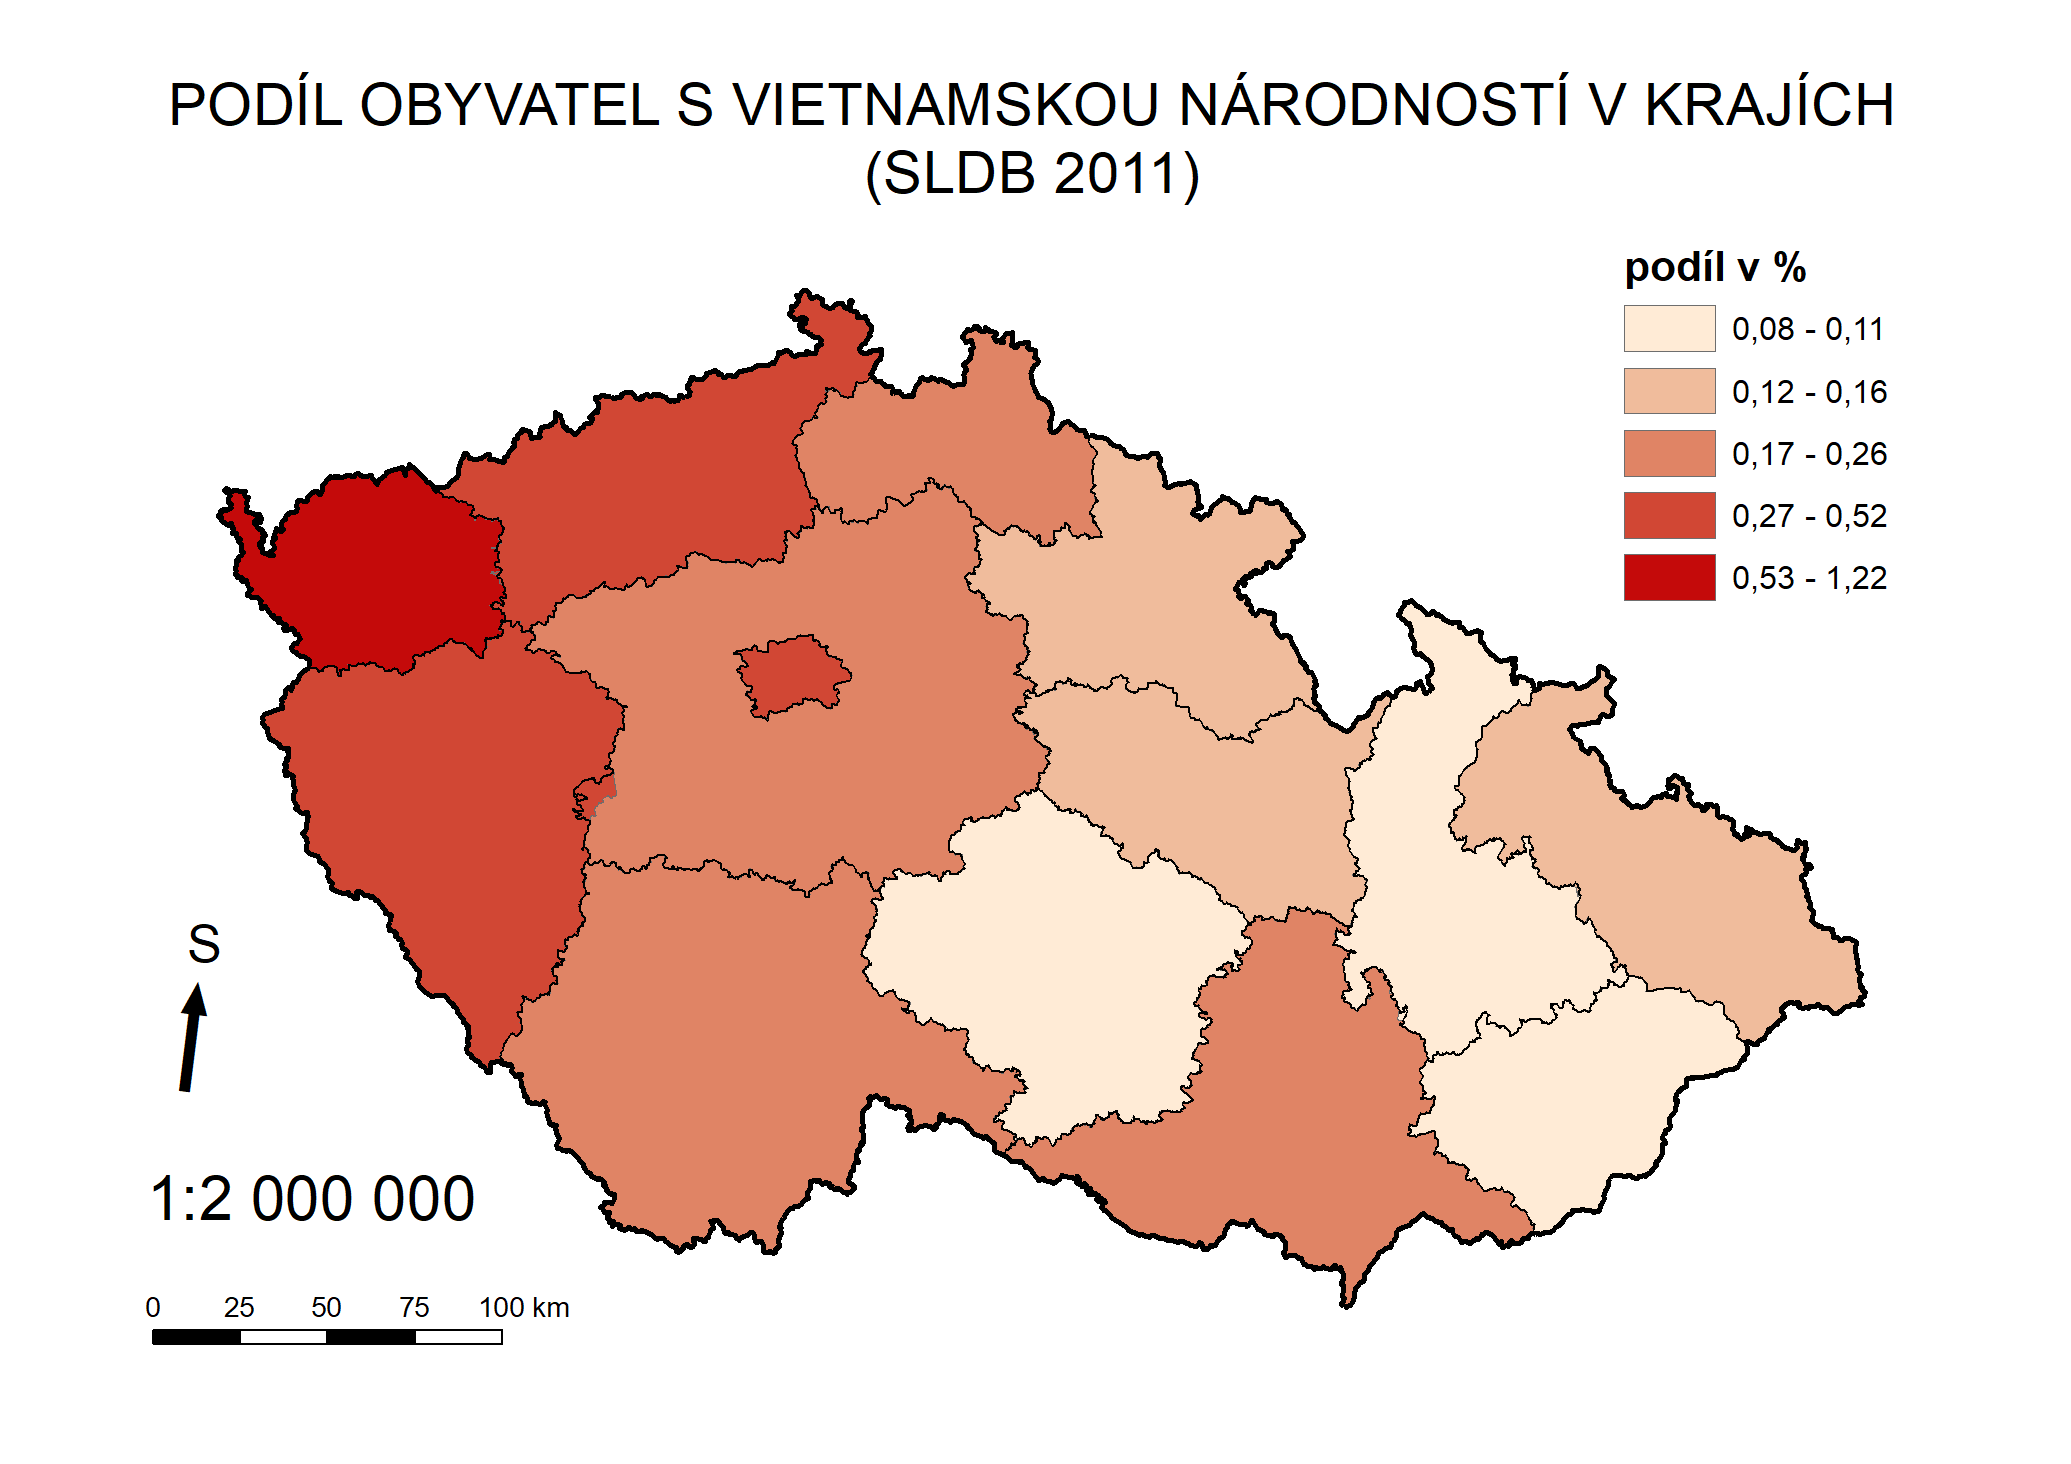 PODÍL OBYVATEL S VIETNAMSKOU NÁRODNOSTÍ V KRAJÍCH
(SLDB 2011)
podíl v %
0,08 - 0,11
0,12 - 0,16
0,17 - 0,26
0,27 - 0,52
0,53 - 1,22
S
1:2 000 000
0 25 50 75 100 km